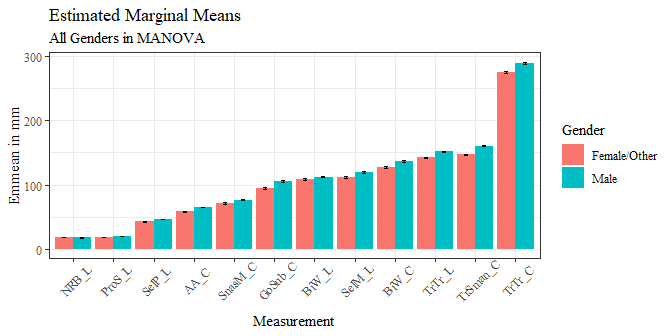 Estimated Marginal Means
All Genders in MANOVA
Emmean in mm
300
200
100
0
NRB_L
ProS_L
SelP_L
AA_C
SnasM_C
GoSub_C
BiW_L
SelM_L
BiW_C
TrTr_L
TrSman_C
TrTr_C
Measurement
Gender
Female/Other
Male